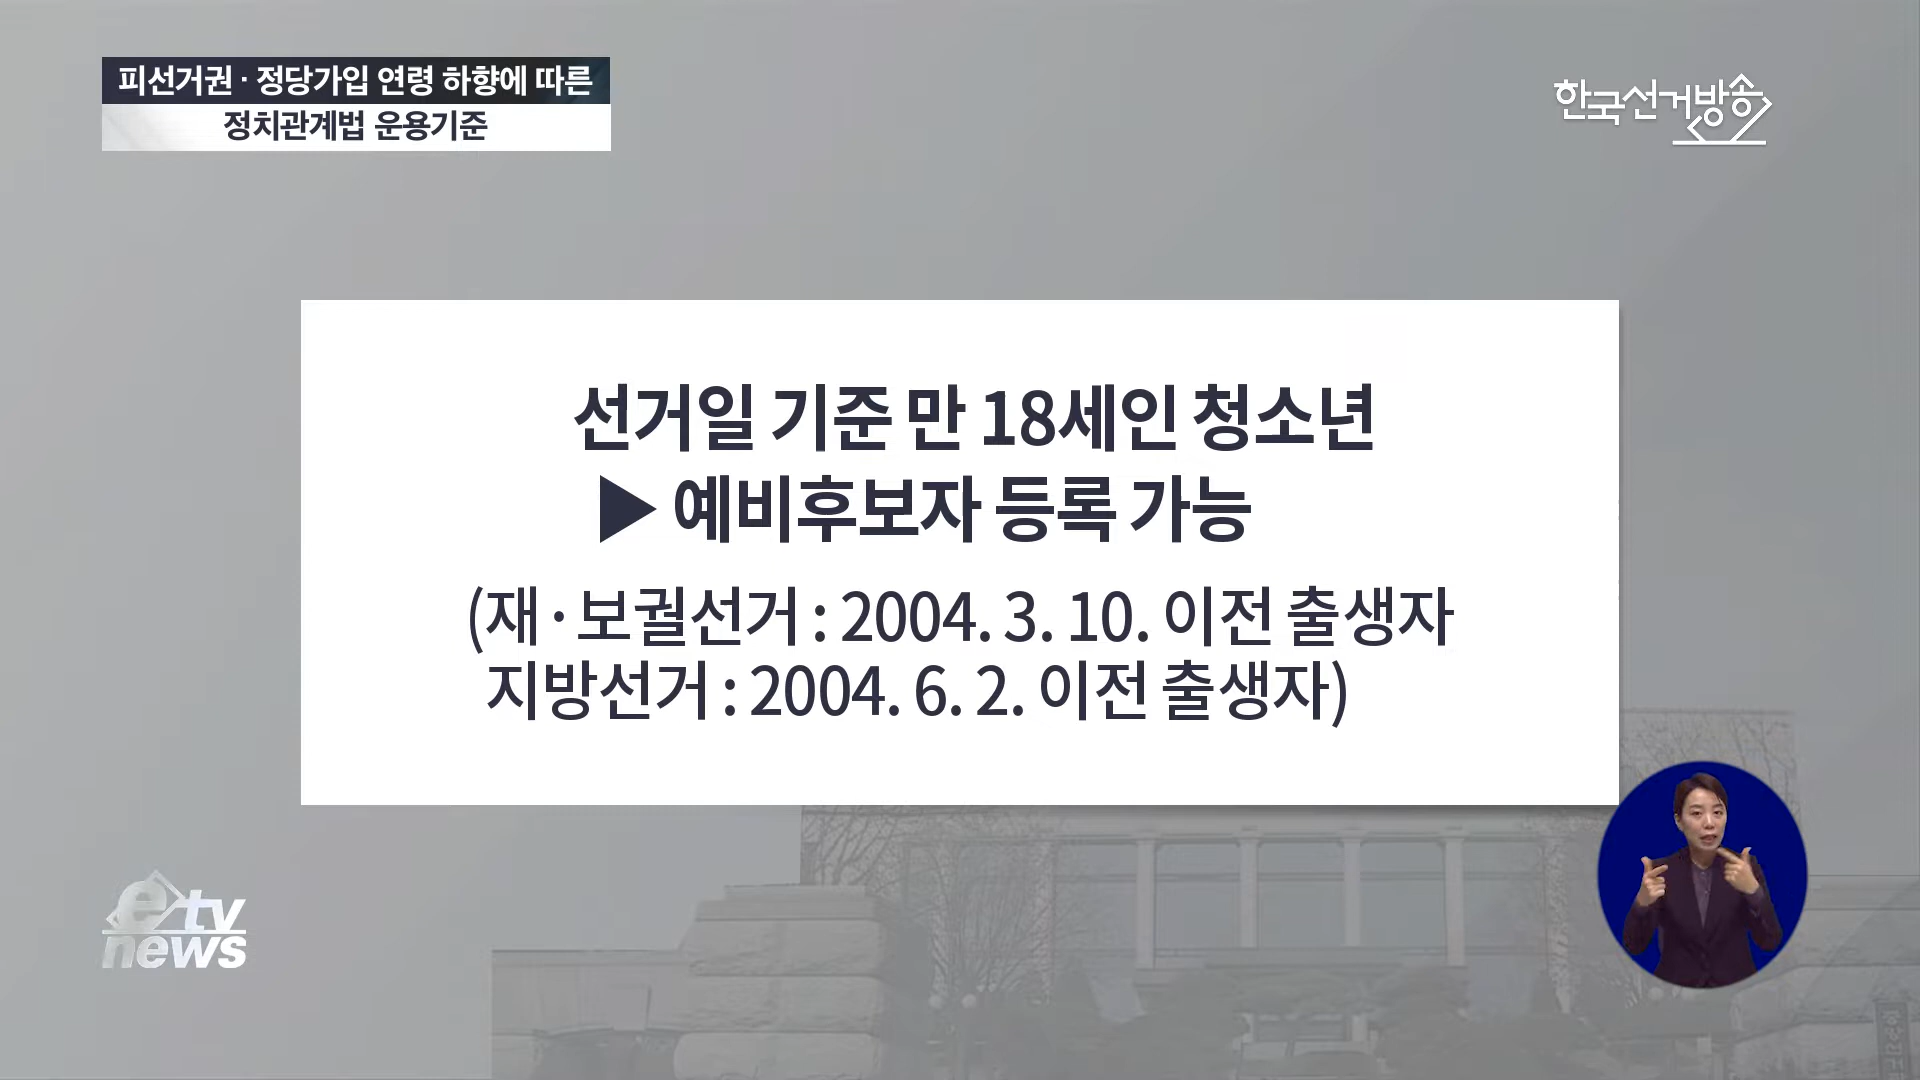 피선거권 · 정당가입 연령 하향에 따른
정치관계법 운용기준
한국선거방송
선거일 기준 만 18세인 청소년
▶ 예비후보자 등록 가능
(재 · 보궐선거 : 2004. 3. 10. 이전 출생자
지방선거 : 2004. 6. 2. 이전 출생자)
etv
news